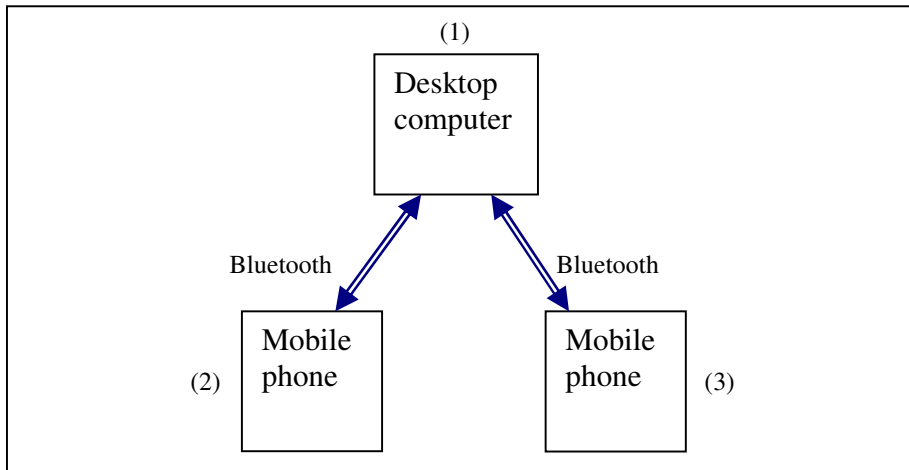 (1)
Desktop
computer
Bluetooth
Bluetooth
Mobile
phone
Mobile
phone
(2)
(3)